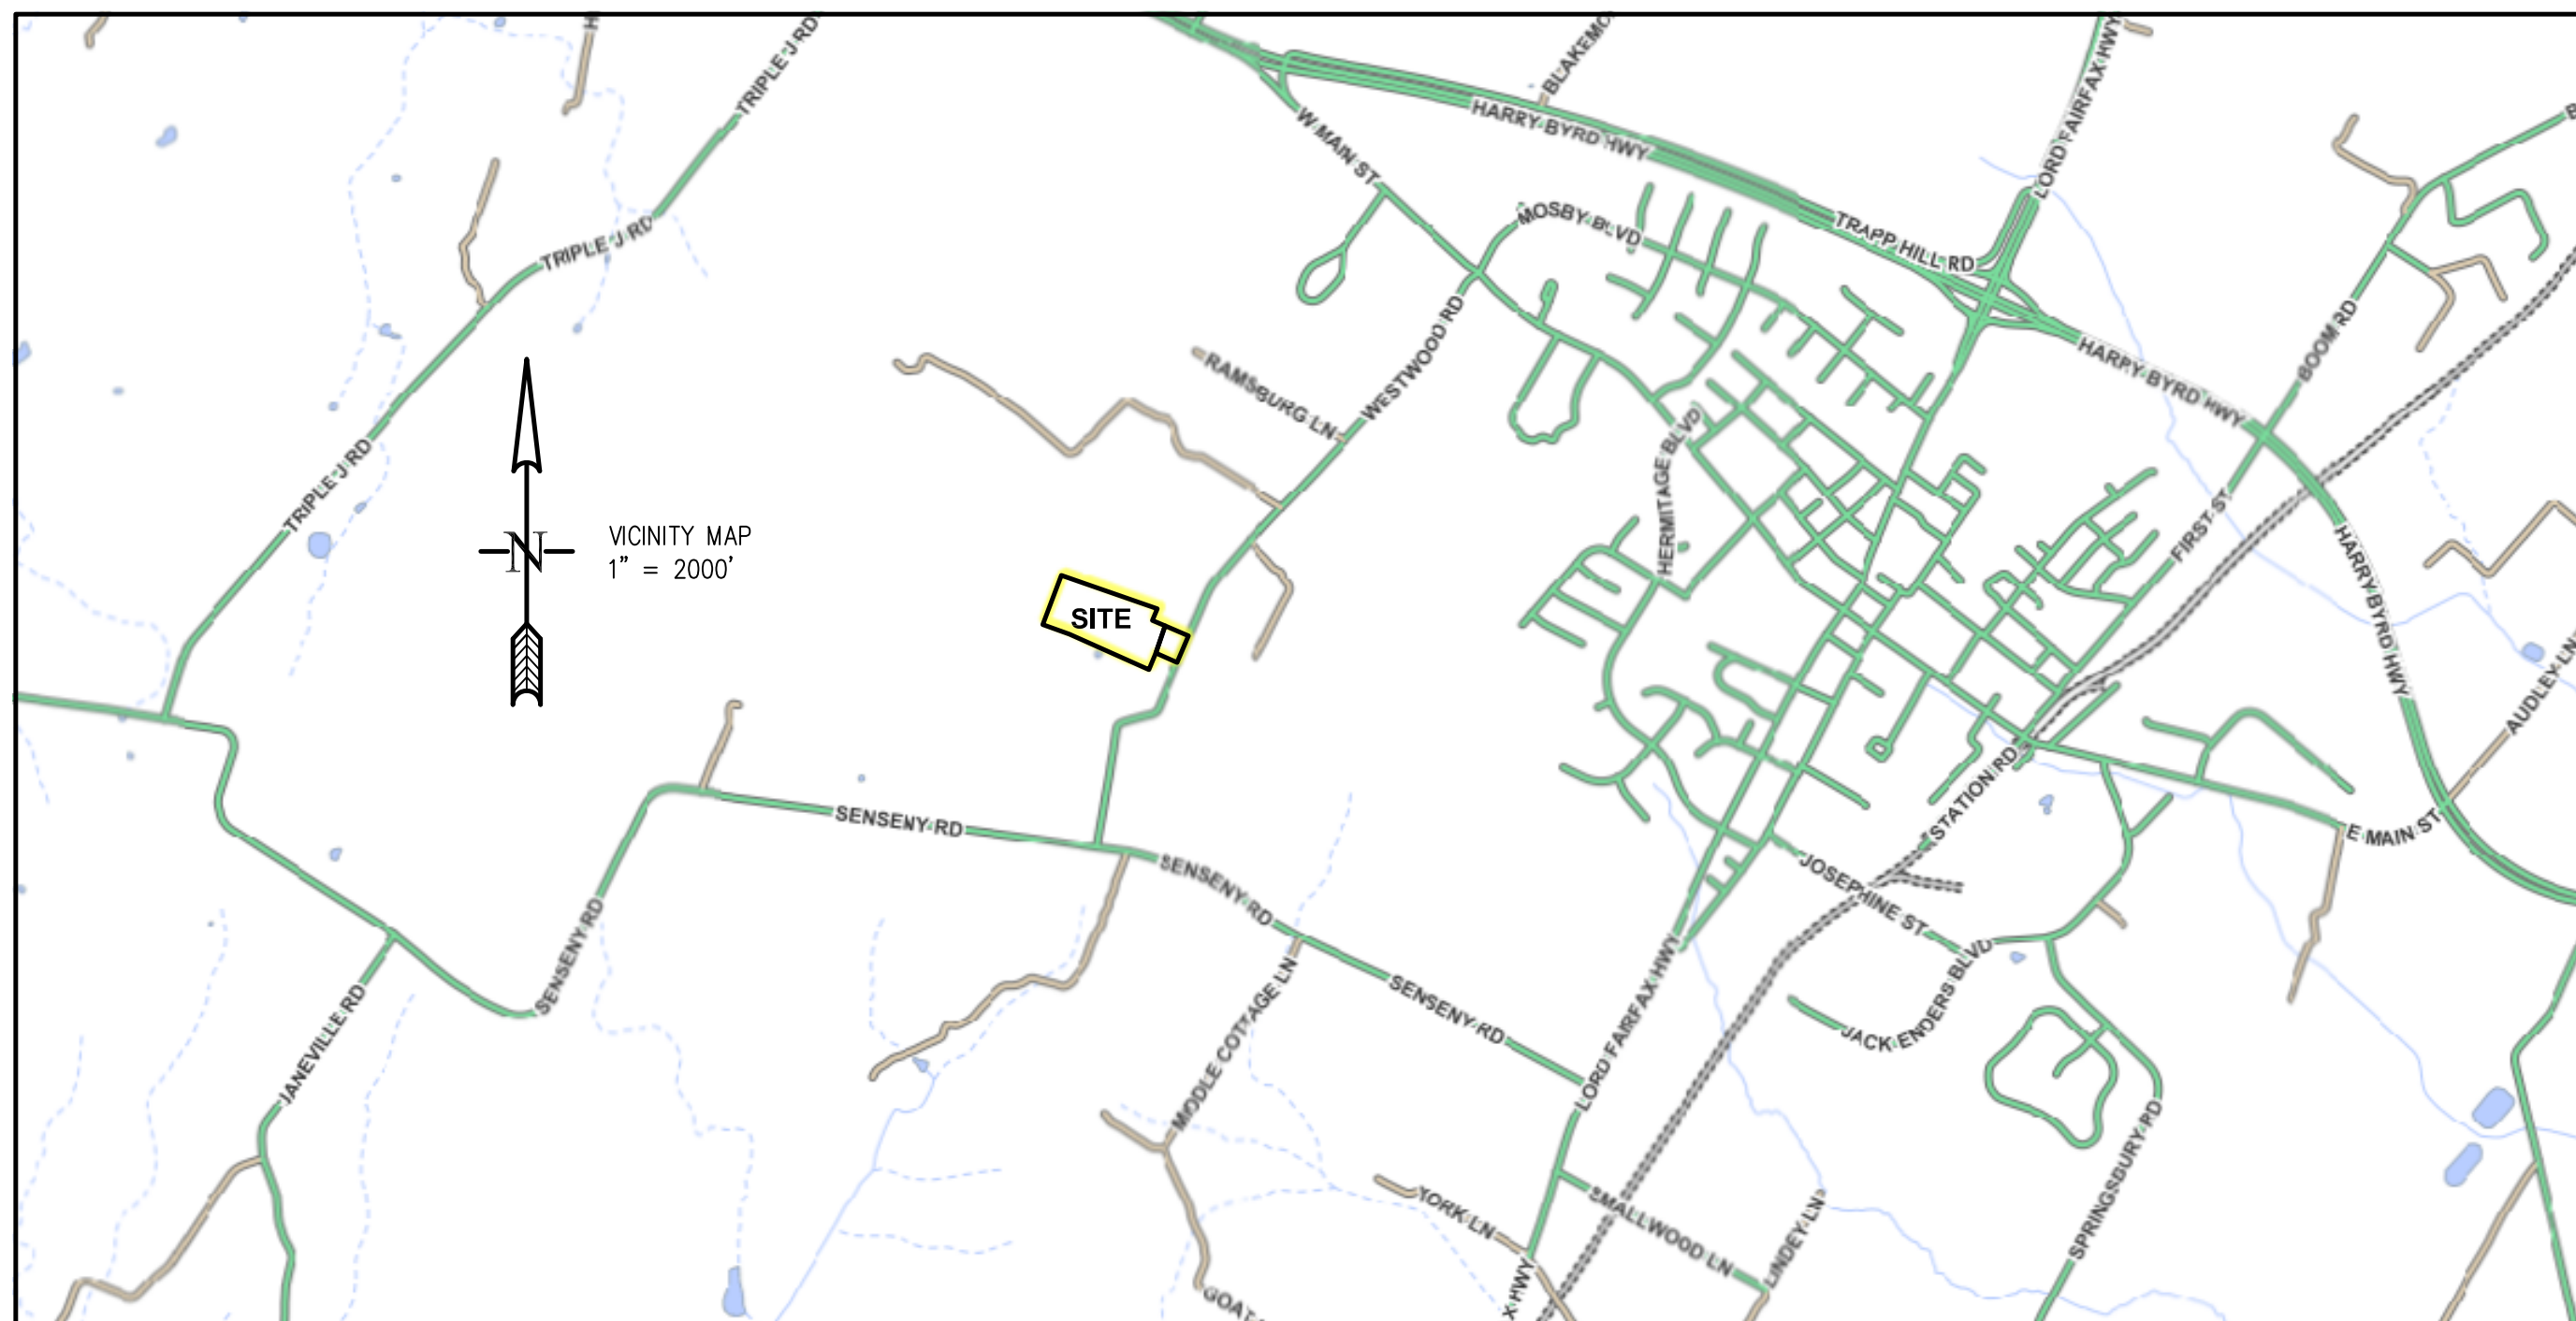 TRIPLE J RD
BLAKEMO
LORD FAIRFAX HWY
HARRY BYRD HWY
W MAIN ST
MOSBY BLVD
TRIPLE J RD
TRAPP HILL RD
WESTWOOD RD
BOOM RD
HARRY BYRD HWY
RAMSBURG LN
HERMITAGE BLVD
TRIPLE J RD
N
VICINITY MAP
1" = 2000'
FIRST ST
HARRY BYRD HWY
SITE
AUDLEY LN
STATION RD
SENSENY RD
E MAIN ST
SENSENY RD
JOSEPHINE ST
SENSENY RD
JACK ENDERS BLVD
LORD FAIRFAX HWY
SENSENY RD
JANEVILLE RD
MIDDLE COTTAGE LN
SPRINGSBURY RD
YORK LN
SMALLWOOD LN
LINDEY LN
X HWY
GOAT